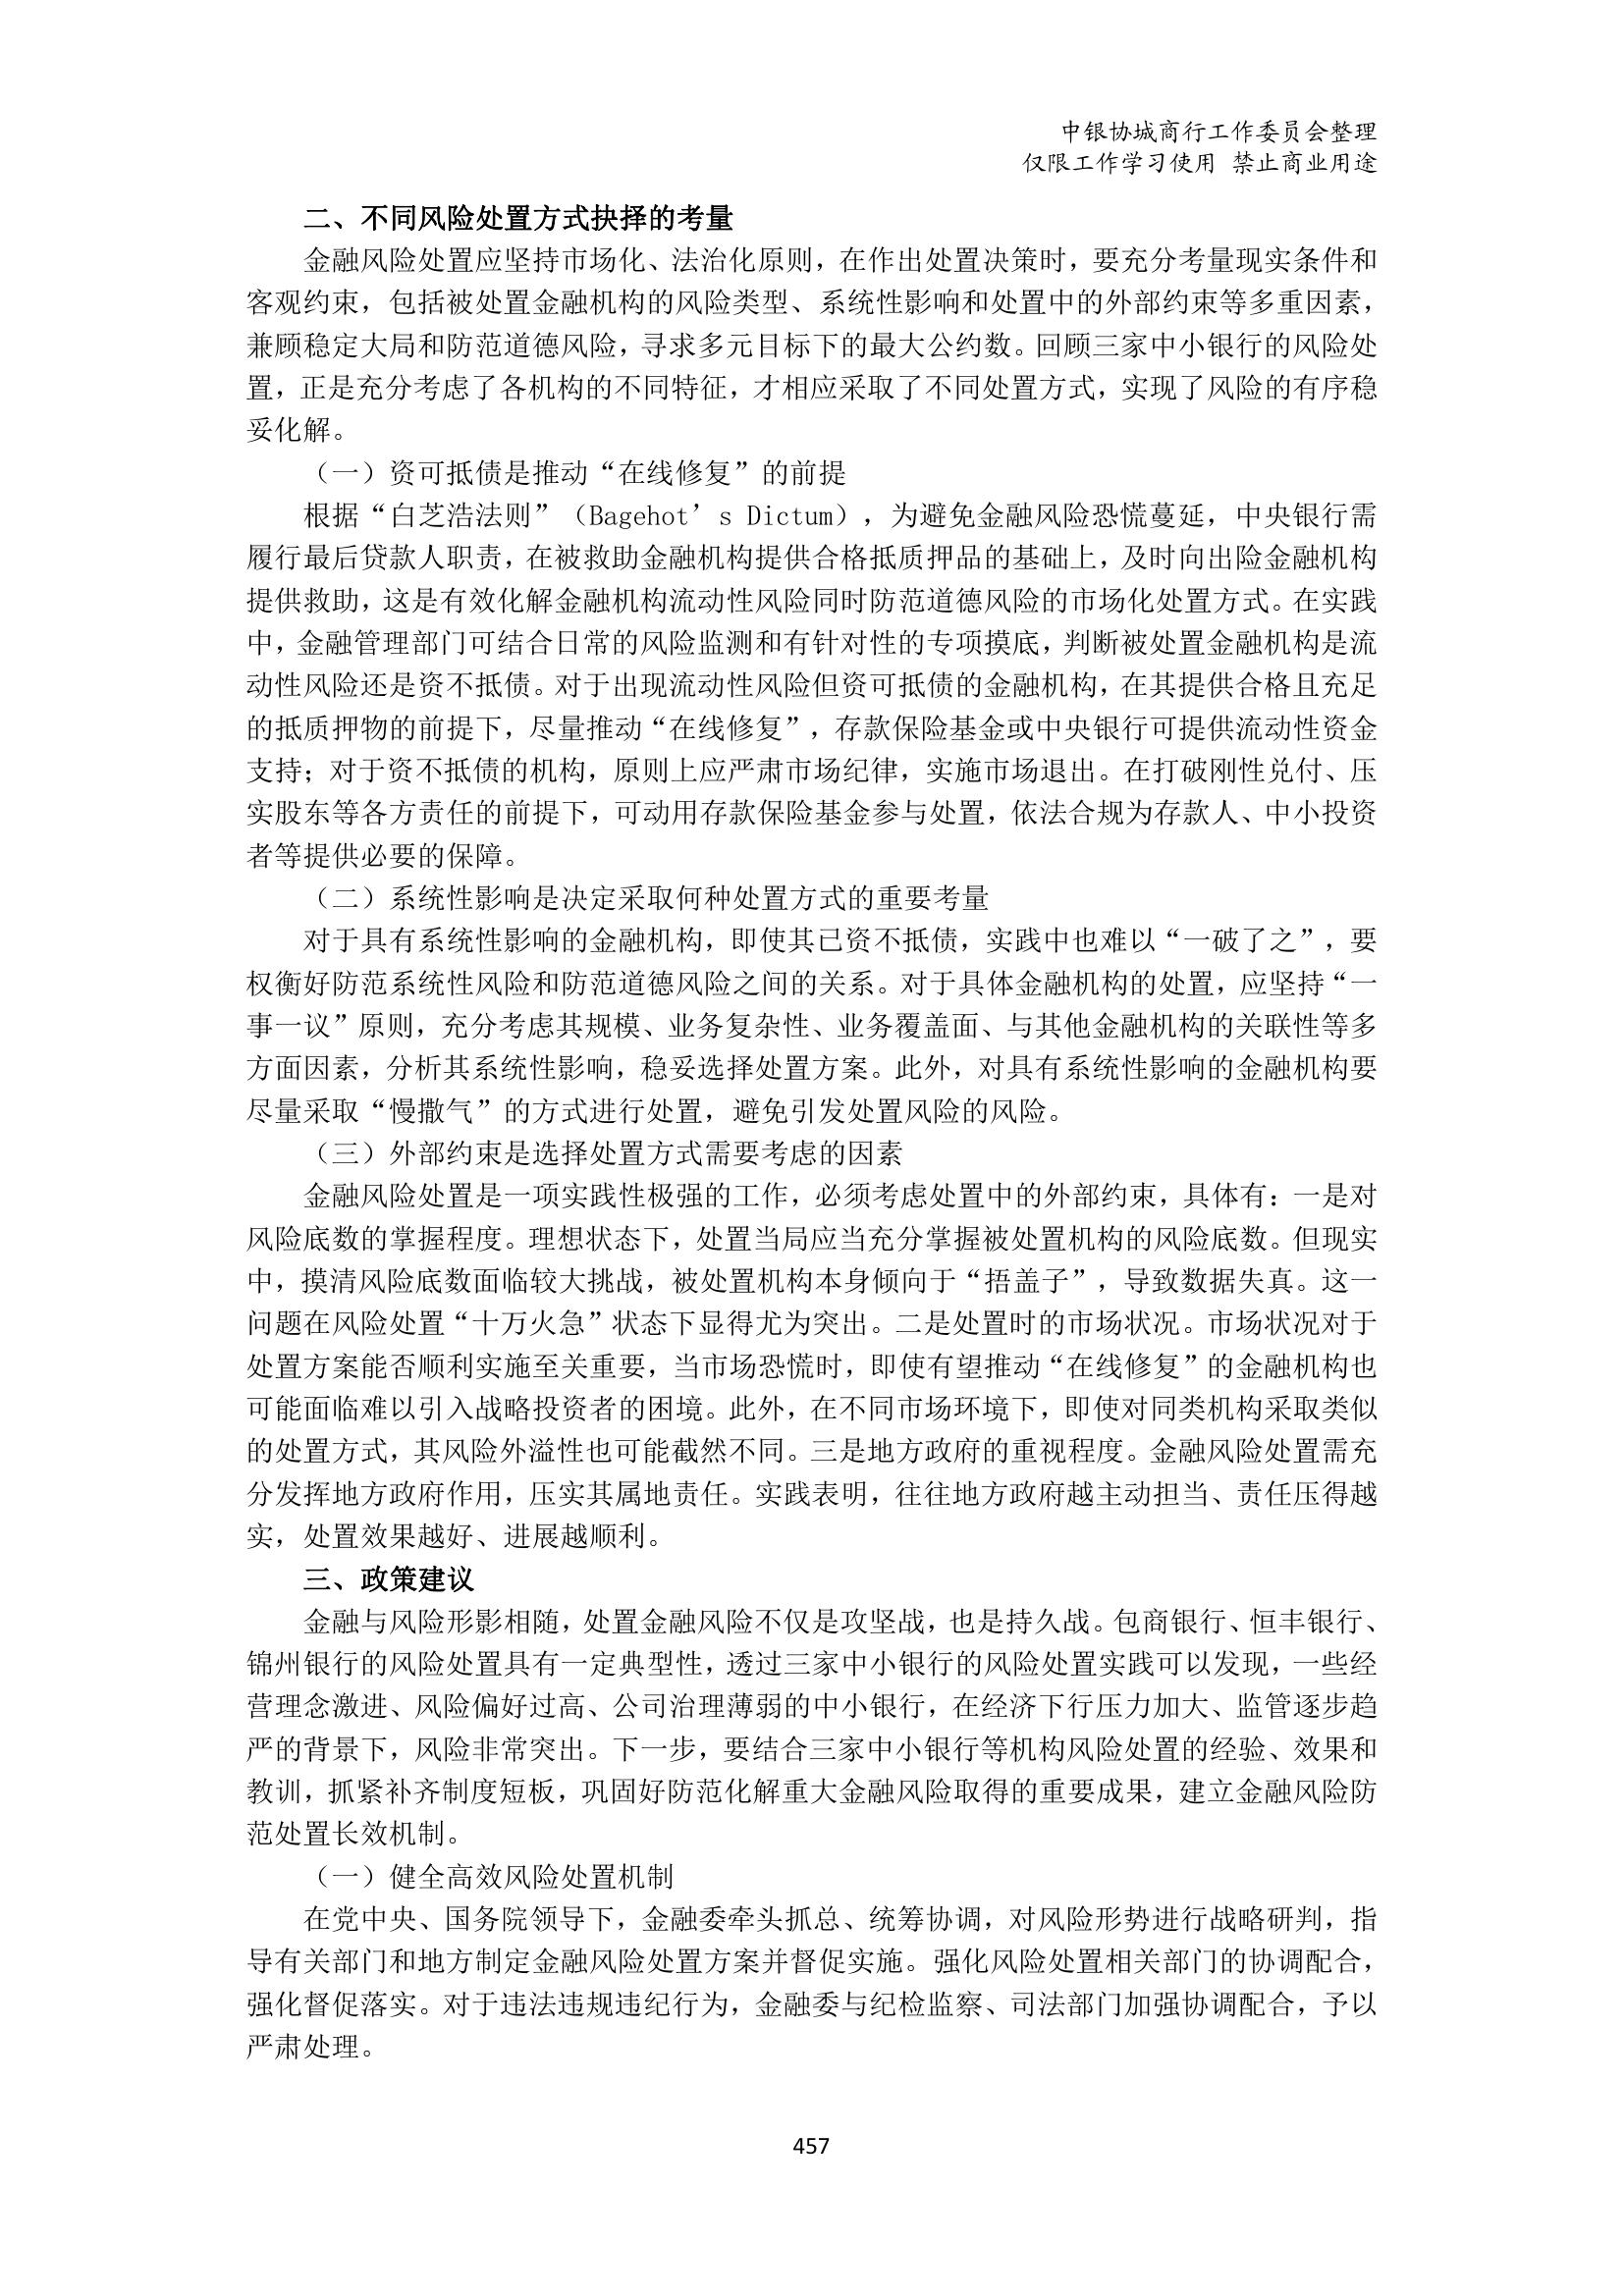 中银协城商行工作委员会整理
仅限工作学习使用 禁止商业用途
二、不同风险处置方式抉择的考量
金融风险处置应坚持市场化、法治化原则，在作出处置决策时，要充分考量现实条件和
客观约束，包括被处置金融机构的风险类型、系统性影响和处置中的外部约束等多重因素，
兼顾稳定大局和防范道德风险，寻求多元目标下的最大公约数。回顾三家中小银行的风险处
置，正是充分考虑了各机构的不同特征，才相应采取了不同处置方式，实现了风险的有序稳
妥化解。
（一）资可抵债是推动“在线修复”的前提
根据“白芝浩法则”（Bagehot’s Dictum），为避免金融风险恐慌蔓延，中央银行需
履行最后贷款人职责，在被救助金融机构提供合格抵质押品的基础上，及时向出险金融机构
提供救助，这是有效化解金融机构流动性风险同时防范道德风险的市场化处置方式。在实践
中，金融管理部门可结合日常的风险监测和有针对性的专项摸底，判断被处置金融机构是流
动性风险还是资不抵债。对于出现流动性风险但资可抵债的金融机构，在其提供合格且充足
的抵质押物的前提下，尽量推动“在线修复”，存款保险基金或中央银行可提供流动性资金
支持；对于资不抵债的机构，原则上应严肃市场纪律，实施市场退出。在打破刚性兑付、压
实股东等各方责任的前提下，可动用存款保险基金参与处置，依法合规为存款人、中小投资
者等提供必要的保障。
（二）系统性影响是决定采取何种处置方式的重要考量
对于具有系统性影响的金融机构，即使其已资不抵债，实践中也难以“一破了之”，要
权衡好防范系统性风险和防范道德风险之间的关系。对于具体金融机构的处置，应坚持“一
事一议”原则，充分考虑其规模、业务复杂性、业务覆盖面、与其他金融机构的关联性等多
方面因素，分析其系统性影响，稳妥选择处置方案。此外，对具有系统性影响的金融机构要
尽量采取“慢撒气”的方式进行处置，避免引发处置风险的风险。
（三）外部约束是选择处置方式需要考虑的因素
金融风险处置是一项实践性极强的工作，必须考虑处置中的外部约束，具体有：一是对
风险底数的掌握程度。理想状态下，处置当局应当充分掌握被处置机构的风险底数。但现实
中，摸清风险底数面临较大挑战，被处置机构本身倾向于“捂盖子”，导致数据失真。这一
问题在风险处置“十万火急”状态下显得尤为突出。二是处置时的市场状况。市场状况对于
处置方案能否顺利实施至关重要，当市场恐慌时，即使有望推动“在线修复”的金融机构也
可能面临难以引入战略投资者的困境。此外，在不同市场环境下，即使对同类机构采取类似
的处置方式，其风险外溢性也可能截然不同。三是地方政府的重视程度。金融风险处置需充
分发挥地方政府作用，压实其属地责任。实践表明，往往地方政府越主动担当、责任压得越
实，处置效果越好、进展越顺利。
三、政策建议
金融与风险形影相随，处置金融风险不仅是攻坚战，也是持久战。包商银行、恒丰银行、
锦州银行的风险处置具有一定典型性，透过三家中小银行的风险处置实践可以发现，一些经
营理念激进、风险偏好过高、公司治理薄弱的中小银行，在经济下行压力加大、监管逐步趋
严的背景下，风险非常突出。下一步，要结合三家中小银行等机构风险处置的经验、效果和
教训，抓紧补齐制度短板，巩固好防范化解重大金融风险取得的重要成果，建立金融风险防
范处置长效机制。
（一）健全高效风险处置机制
在党中央、国务院领导下，金融委牵头抓总、统筹协调，对风险形势进行战略研判，指
导有关部门和地方制定金融风险处置方案并督促实施。强化风险处置相关部门的协调配合，
强化督促落实。对于违法违规违纪行为，金融委与纪检监察、司法部门加强协调配合，予以
严肃处理。
457